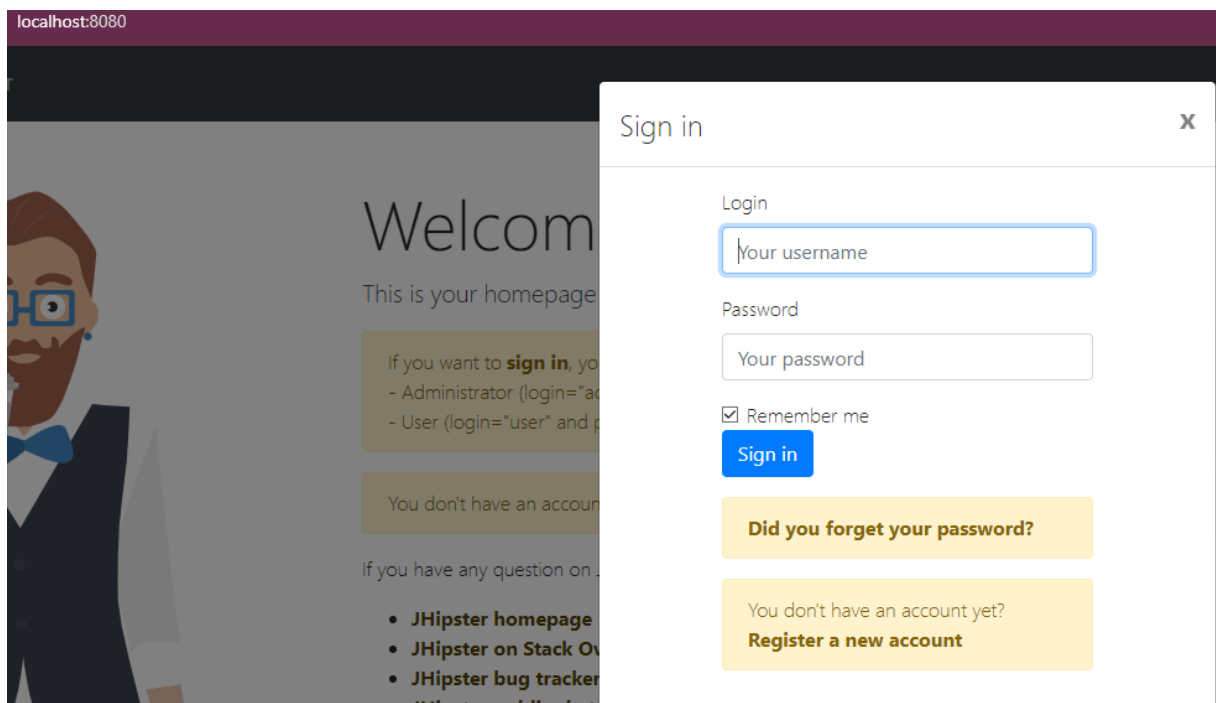 localhost:8080
Sign in
X
Login
Your username
Password
Your password
Remember me
Sign in
Did you forget your password?
You don't have an account yet?
Register a new account
Welcom
This is your homepage
If you want to sign in, yo
- Administrator (login="ad
- User (login="user" and p
You don't have an accoun
If you have any question on
JHipster homepage
JHipster on Stack Ov
JHipster bug tracker